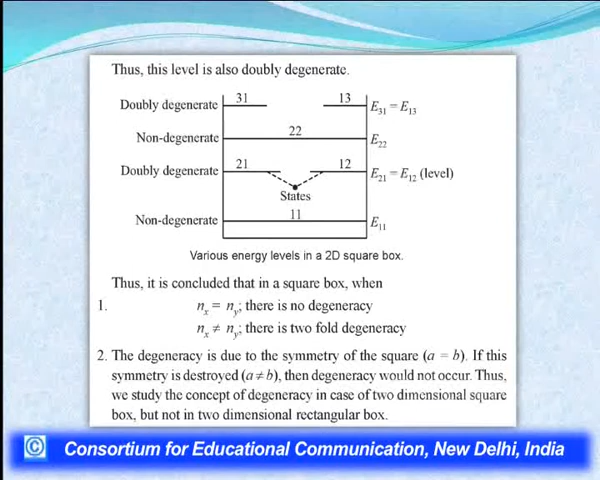 Thus, this level is also doubly degenerate.
Doubly degenerate 31 13 E31 = E13
Non-degenerate 22 E22
Doubly degenerate 21 12 E21 = E12 (level)
States
Non-degenerate 11 E11
Various energy levels in a 2D square box.
Thus, it is concluded that in a square box, when
1. nx = ny; there is no degeneracy
nx ≠ ny; there is two fold degeneracy
2. The degeneracy is due to the symmetry of the square (a = b). If this
symmetry is destroyed (a ≠ b), then degeneracy would not occur. Thus,
we study the concept of degeneracy in case of two dimensional square
box, but not in two dimensional rectangular box.
© Consortium for Educational Communication, New Delhi, India